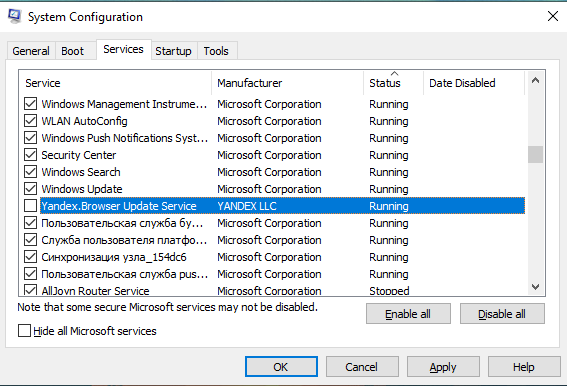 System Configuration
General Boot Services Startup Tools
Service Manufacturer Status Date Disabled
Windows Management Instrume... Microsoft Corporation Running
WLAN AutoConfig Microsoft Corporation Running
Windows Push Notifications Syst... Microsoft Corporation Running
Security Center Microsoft Corporation Running
Windows Search Microsoft Corporation Running
Windows Update Microsoft Corporation Running
Yandex.Browser Update Service YANDEX LLC Running
Пользовательская служба бу... Microsoft Corporation Running
Служба пользователя платфо... Microsoft Corporation Running
Синхронизация узла_154dc6 Microsoft Corporation Running
Пользовательская служба pus... Microsoft Corporation Running
AllJoyn Router Service Microsoft Corporation Stopped
Note that some secure Microsoft services may not be disabled.
Enable all Disable all
Hide all Microsoft services
OK Cancel Apply Help